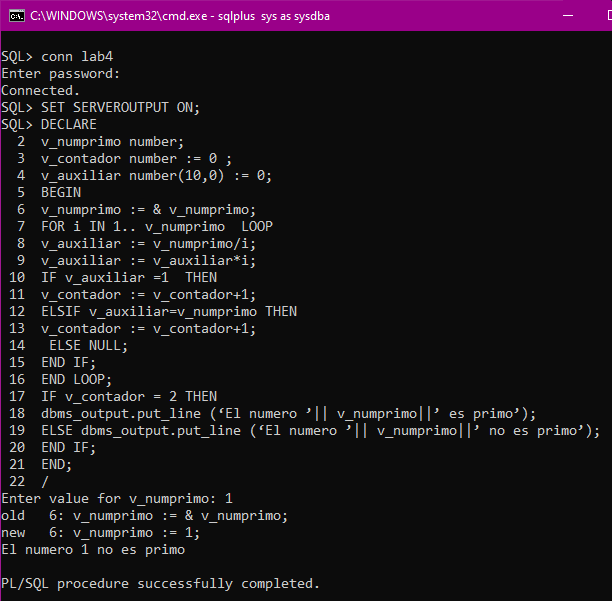 C:\WINDOWS\system32\cmd.exe - sqlplus  sys as sysdba
SQL> conn lab4
Enter password:
Connected.
SQL> SET SERVEROUTPUT ON;
SQL> DECLARE
  2  v_numprimo number;
  3  v_contador number := 0 ;
  4  v_auxiliar number(10,0) := 0;
  5  BEGIN
  6  v_numprimo := & v_numprimo;
  7  FOR i IN 1.. v_numprimo  LOOP
  8  v_auxiliar := v_numprimo/i;
  9  v_auxiliar := v_auxiliar*i;
 10  IF v_auxiliar =1  THEN
 11  v_contador := v_contador+1;
 12  ELSIF v_auxiliar=v_numprimo THEN
 13  v_contador := v_contador+1;
 14   ELSE NULL;
 15  END IF;
 16  END LOOP;
 17  IF v_contador = 2 THEN
 18  dbms_output.put_line (‘El numero ’|| v_numprimo||’ es primo’);
 19  ELSE dbms_output.put_line (‘El numero ’|| v_numprimo||’ no es primo’);
 20  END IF;
 21  END;
 22  /
Enter value for v_numprimo: 1
old   6: v_numprimo := & v_numprimo;
new   6: v_numprimo := 1;
El numero 1 no es primo
PL/SQL procedure successfully completed.